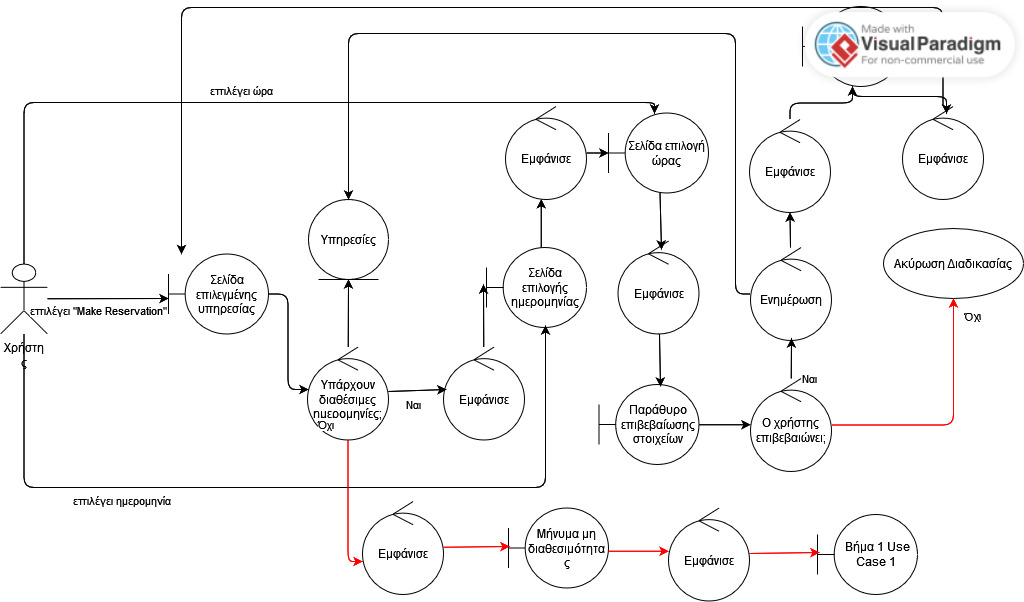 Made with
Visual Paradigm
For non-commercial use
επιλέγει ώρα
Εμφάνισε
Σελίδα επιλογή
ώρας
Εμφάνισε
Εμφάνισε
Υπηρεσίες
Σελίδα
επιλεγμένης
υπηρεσίας
Σελίδα
επιλογής
ημερομηνίας
Εμφάνισε
Ενημέρωση
Ακύρωση Διαδικασίας
επιλέγει "Make Reservation"
Χρήστη
ς
Όχι
Υπάρχουν
διαθέσιμες
ημερομηνίες;
Όχι
Ναι
Εμφάνισε
Παράθυρο
επιβεβαίωσης
στοιχείων
Ναι
Ο χρήστης
επιβεβαιώνει;
επιλέγει ημερομηνία
Εμφάνισε
Μήνυμα μη
διαθεσιμότητα
ς
Εμφάνισε
Βήμα 1 Use
Case 1